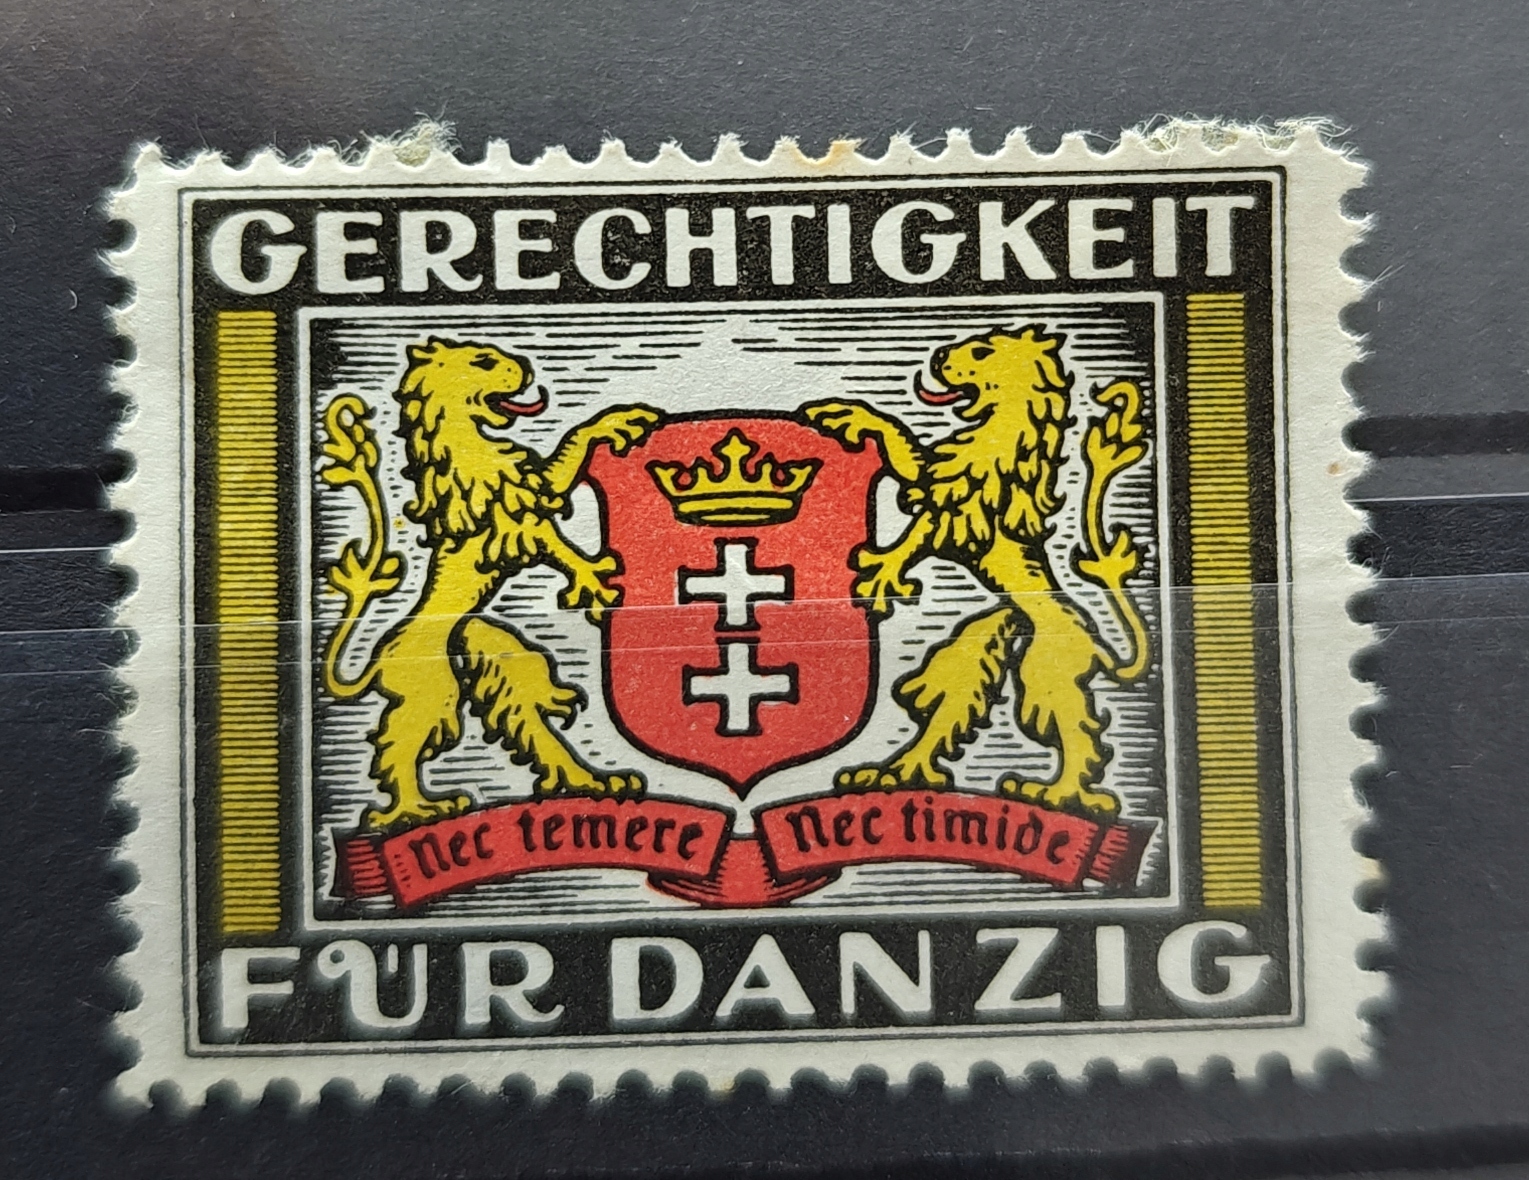 GERECHTIGKEIT
Nec temere Nec timide
FÜR DANZIG